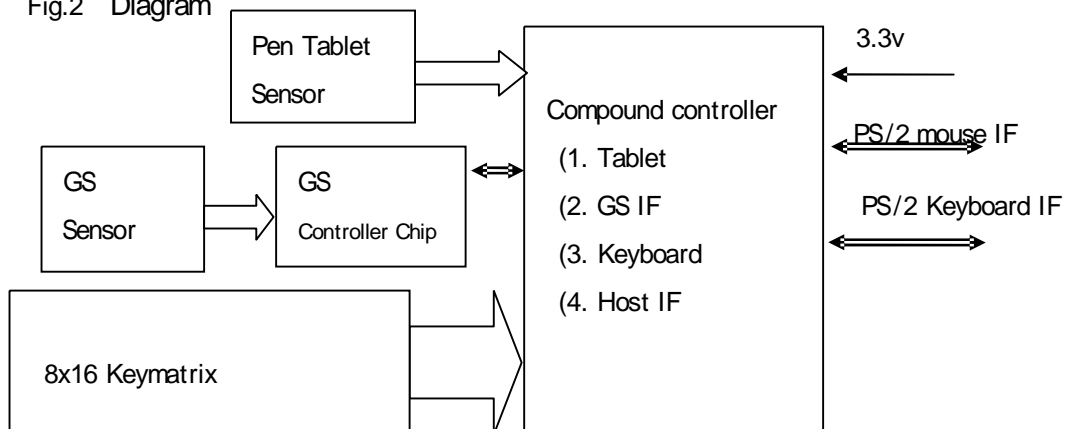 Fig.2 Diagram
Pen Tablet
Sensor
GS
Sensor
GS
Controller Chip
8x16 Keymatrix
Compound controller
(1. Tablet
(2. GS IF
(3. Keyboard
(4. Host IF
3.3v
PS/2 mouse IF
PS/2 Keyboard IF